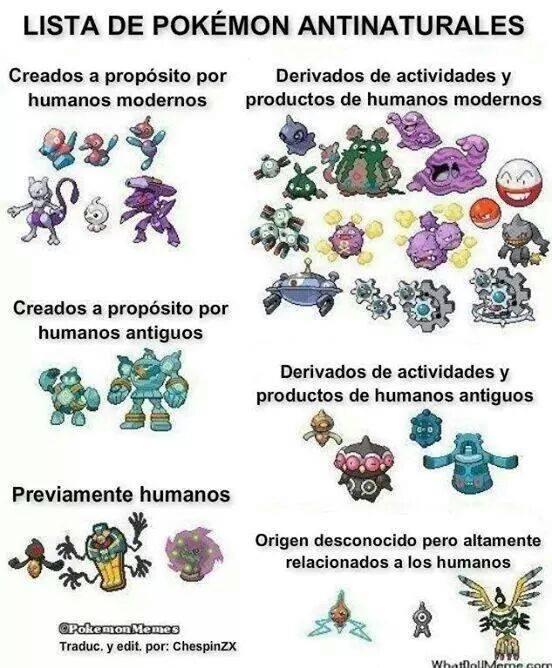 LISTA DE POKÉMON ANTINATURALES
Creados a propósito por
humanos modernos
Derivados de actividades y
productos de humanos modernos
Creados a propósito por
humanos antiguos
Derivados de actividades y
productos de humanos antiguos
Previamente humanos
Origen desconocido pero altamente
relacionados a los humanos
©PokemonMemes
Traduc. y edit. por: ChespinZX